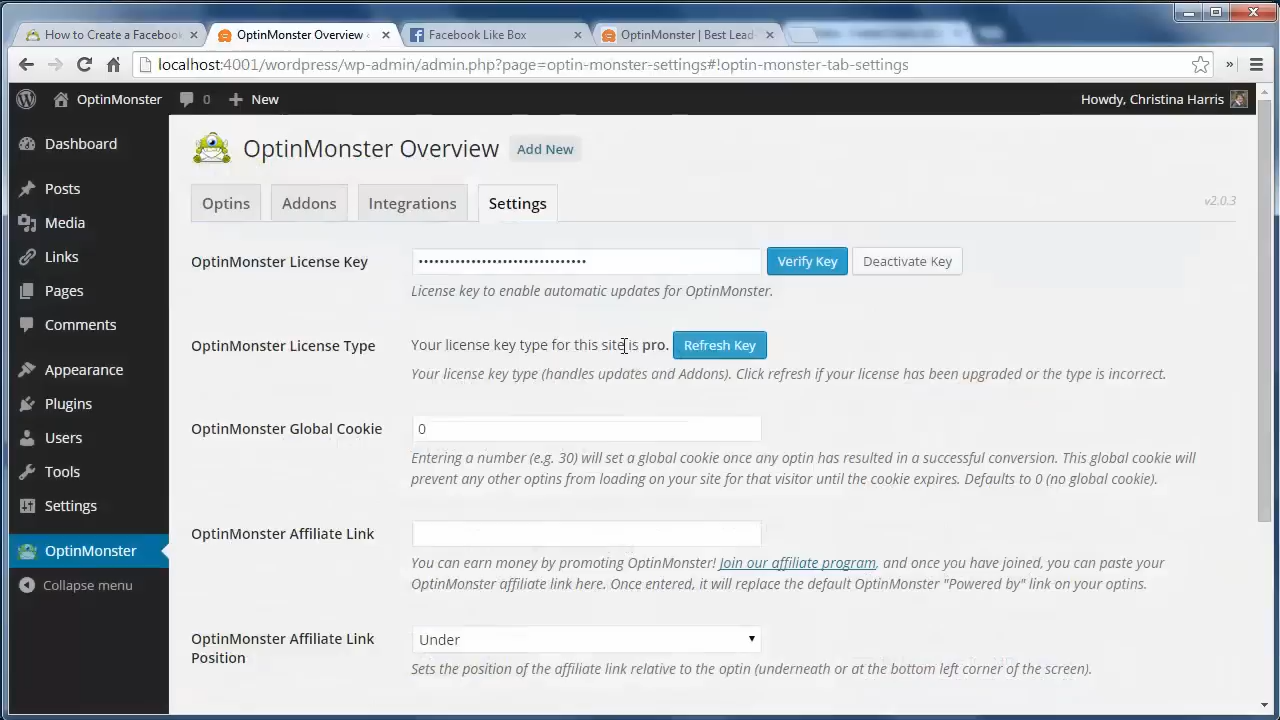 How to Create a Facebook
OptinMonster Overview
Facebook Like Box
OptinMonster | Best Lead
localhost:4001/wordpress/wp-admin/admin.php?page=optin-monster-settings#!optin-monster-tab-settings
OptinMonster
0
New
Howdy, Christina Harris
Dashboard
Posts
Media
Links
Pages
Comments
Appearance
Plugins
Users
Tools
Settings
OptinMonster
Collapse menu
OptinMonster Overview
Add New
Optins
Addons
Integrations
Settings
v2.0.3
OptinMonster License Key
Verify Key
Deactivate Key
License key to enable automatic updates for OptinMonster.
OptinMonster License Type
Your license key type for this site is pro.
Refresh Key
Your license key type (handles updates and Addons). Click refresh if your license has been upgraded or the type is incorrect.
OptinMonster Global Cookie
0
Entering a number (e.g. 30) will set a global cookie once any optin has resulted in a successful conversion. This global cookie will
prevent any other optins from loading on your site for that visitor until the cookie expires. Defaults to 0 (no global cookie).
OptinMonster Affiliate Link
You can earn money by promoting OptinMonster! Join our affiliate program, and once you have joined, you can paste your
OptinMonster affiliate link here. Once entered, it will replace the default OptinMonster "Powered by" link on your optins.
OptinMonster Affiliate Link
Position
Under
Sets the position of the affiliate link relative to the optin (underneath or at the bottom left corner of the screen).